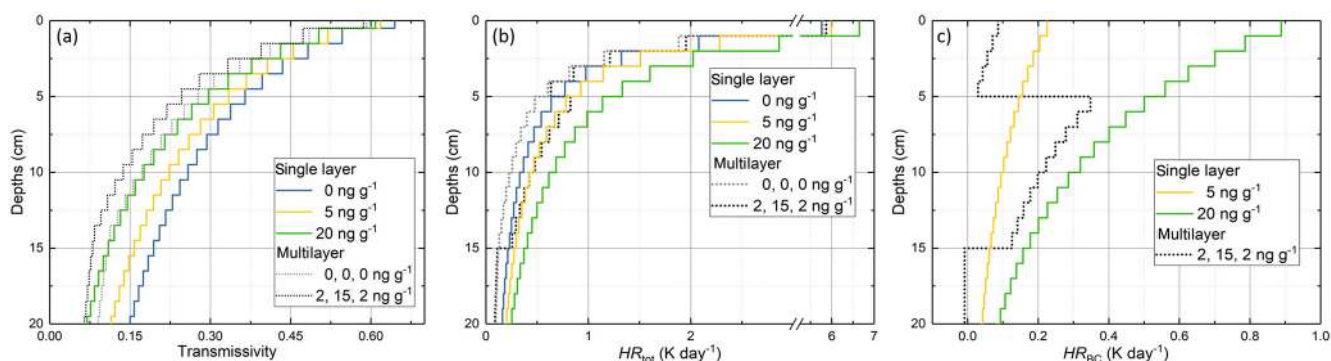 (a)
0
5
10
15
20
Depths (cm)
0.15
0.30
0.45
0.60
Transmissivity
Single layer
0 ng g⁻¹
5 ng g⁻¹
20 ng g⁻¹
Multilayer
0, 0, 0 ng g⁻¹
2, 15, 2 ng g⁻¹
(b)
0
5
10
15
20
Depths (cm)
0
1
2
6
7
HR_tot (K day⁻¹)
Single layer
0 ng g⁻¹
5 ng g⁻¹
20 ng g⁻¹
Multilayer
0, 0, 0 ng g⁻¹
2, 15, 2 ng g⁻¹
c)
0
5
10
15
20
Depths (cm)
0.0
0.2
0.4
0.6
0.8
1.0
HR_BC (K day⁻¹)
Single layer
5 ng g⁻¹
20 ng g⁻¹
Multilayer
2, 15, 2 ng g⁻¹